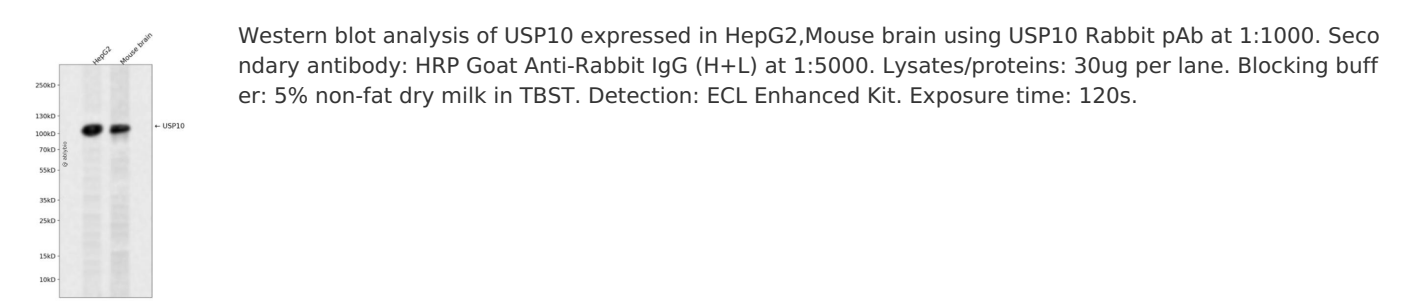 HepG2
Mouse brain
Western blot analysis of USP10 expressed in HepG2,Mouse brain using USP10 Rabbit pAb at 1:1000. Seco
ndary antibody: HRP Goat Anti-Rabbit IgG (H+L) at 1:5000. Lysates/proteins: 30ug per lane. Blocking buff
er: 5% non-fat dry milk in TBST. Detection: ECL Enhanced Kit. Exposure time: 120s.
250kD
130kD
← USP10
100kD
70kD
55kD
35kD
25kD
15kD
10kD